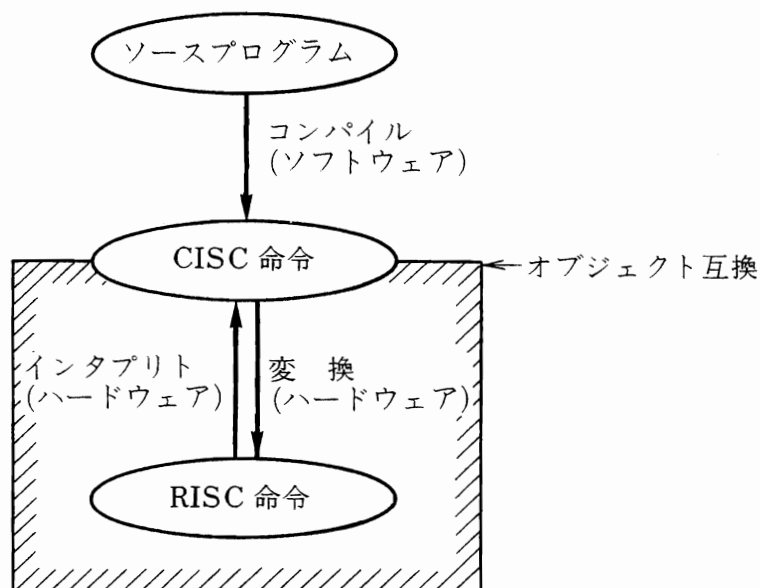 ソースプログラム
コンパイル
(ソフトウェア)
CISC 命令
オブジェクト互換
インタプリト
(ハードウェア)
変 換
(ハードウェア)
RISC 命令